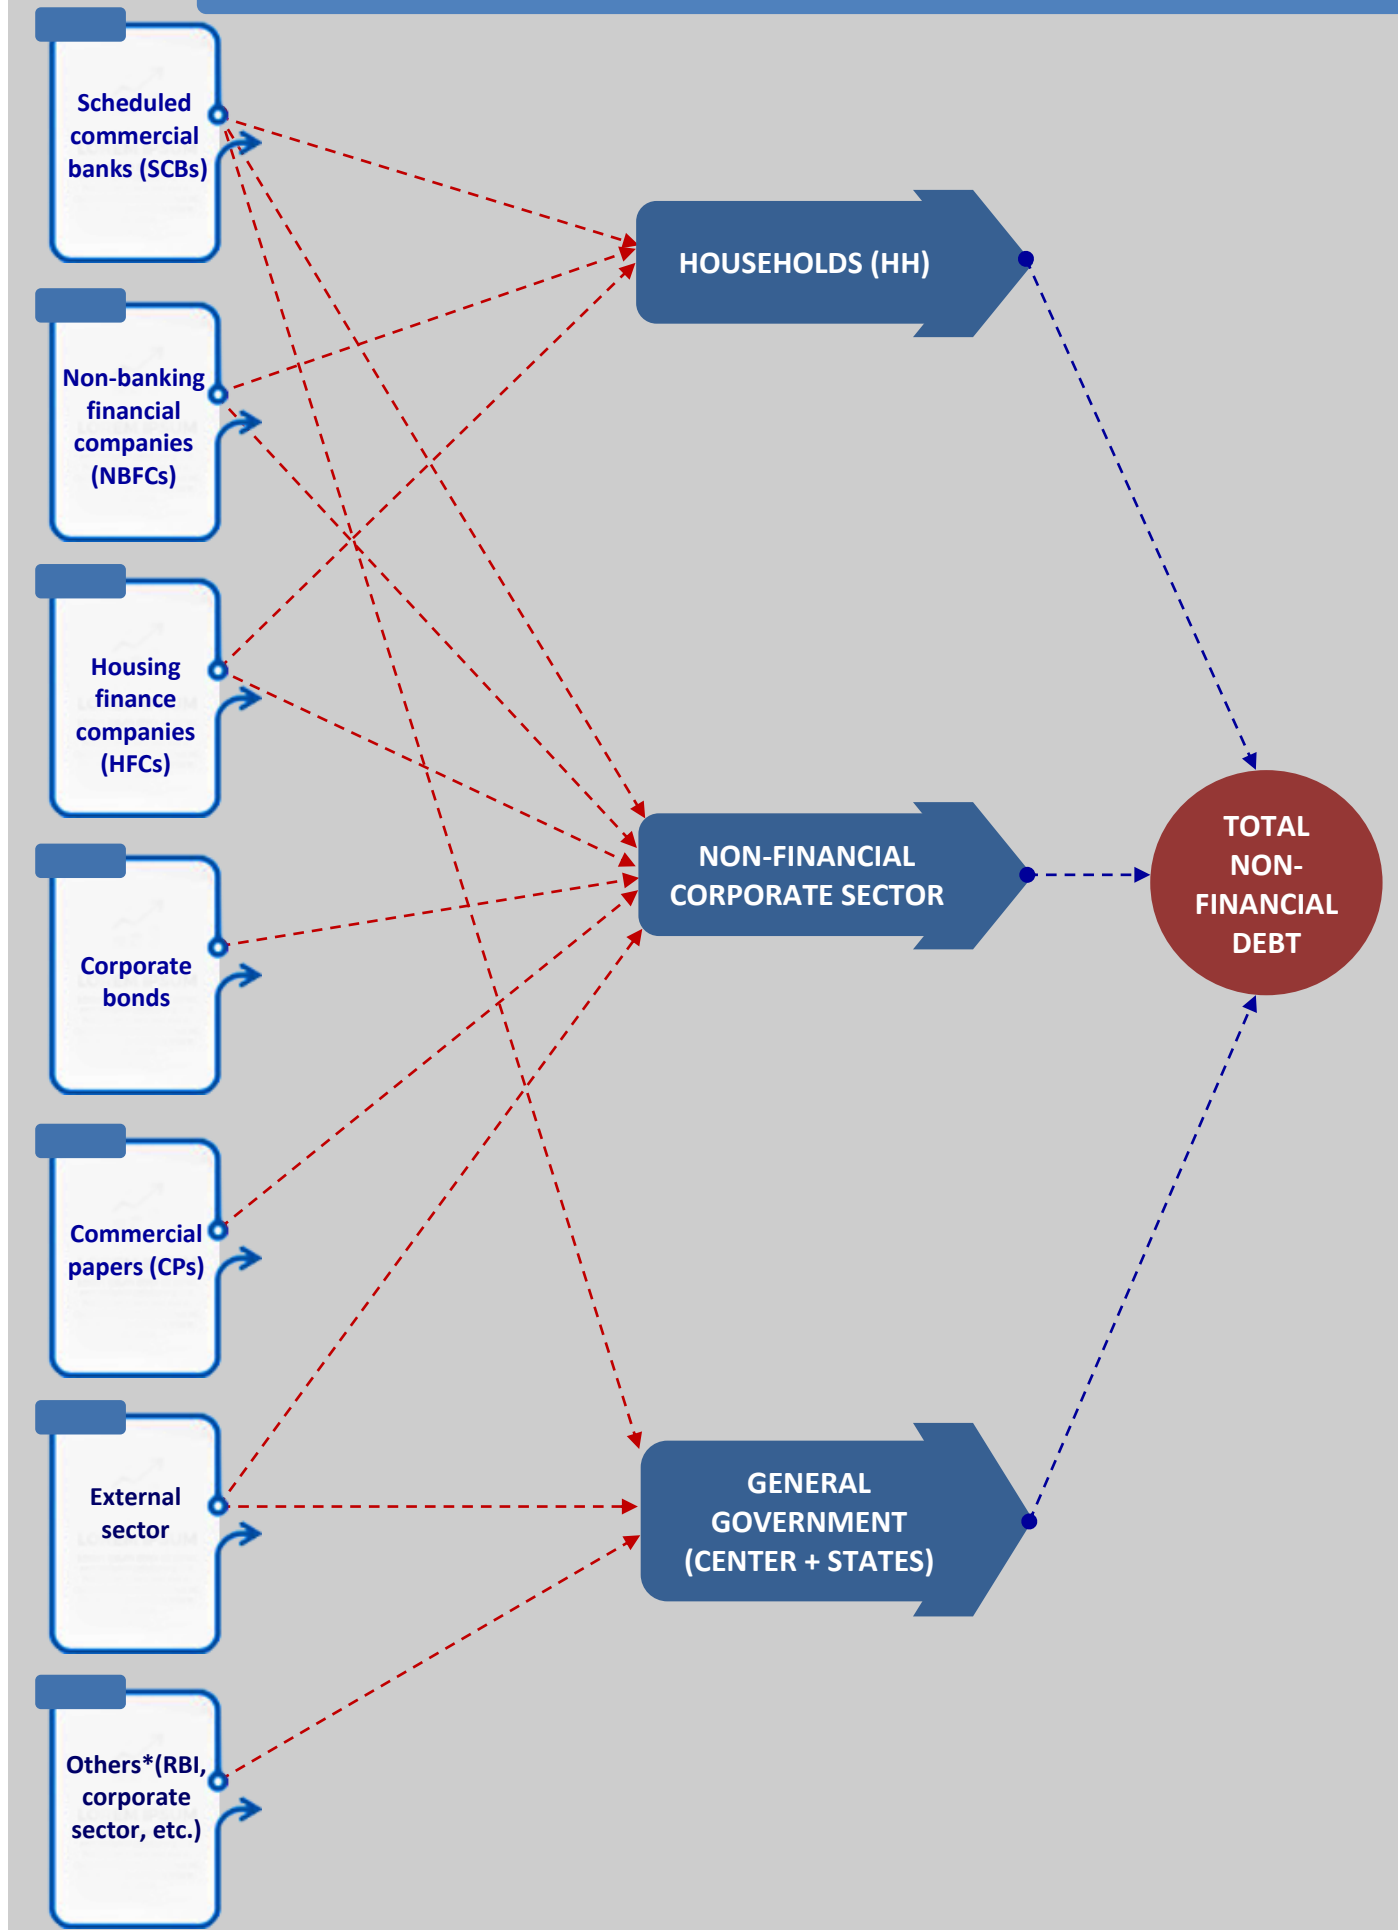 Scheduled
commercial
banks (SCBs)
HOUSEHOLDS (HH)
Non-banking
financial
companies
(NBFCs)
Housing
finance
companies
(HFCs)
NON-FINANCIAL
CORPORATE SECTOR
TOTAL
NON-
FINANCIAL
DEBT
Corporate
bonds
Commercial
papers (CPs)
External
sector
GENERAL
GOVERNMENT
(CENTER + STATES)
Others*(RBI,
corporate
sector, etc.)